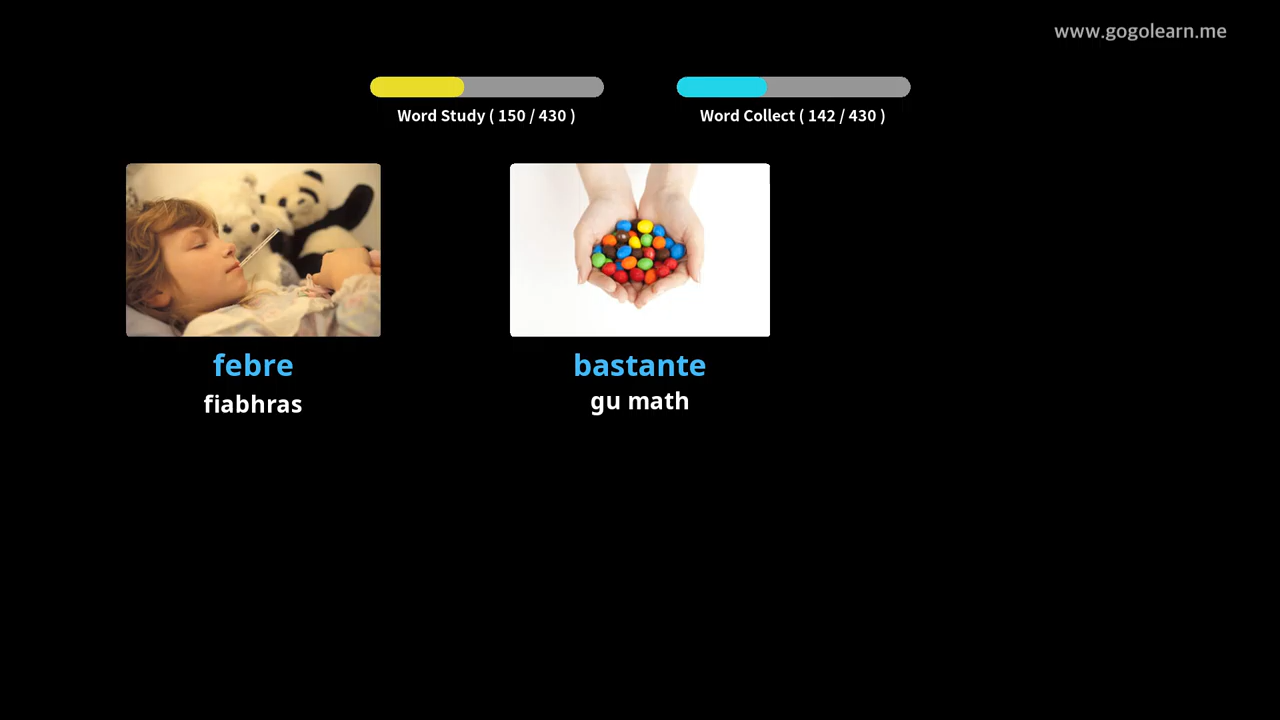 www.gogolearn.me
Word Study ( 150 / 430 )
Word Collect ( 142 / 430 )
febre
fiabhras
bastante
gu math